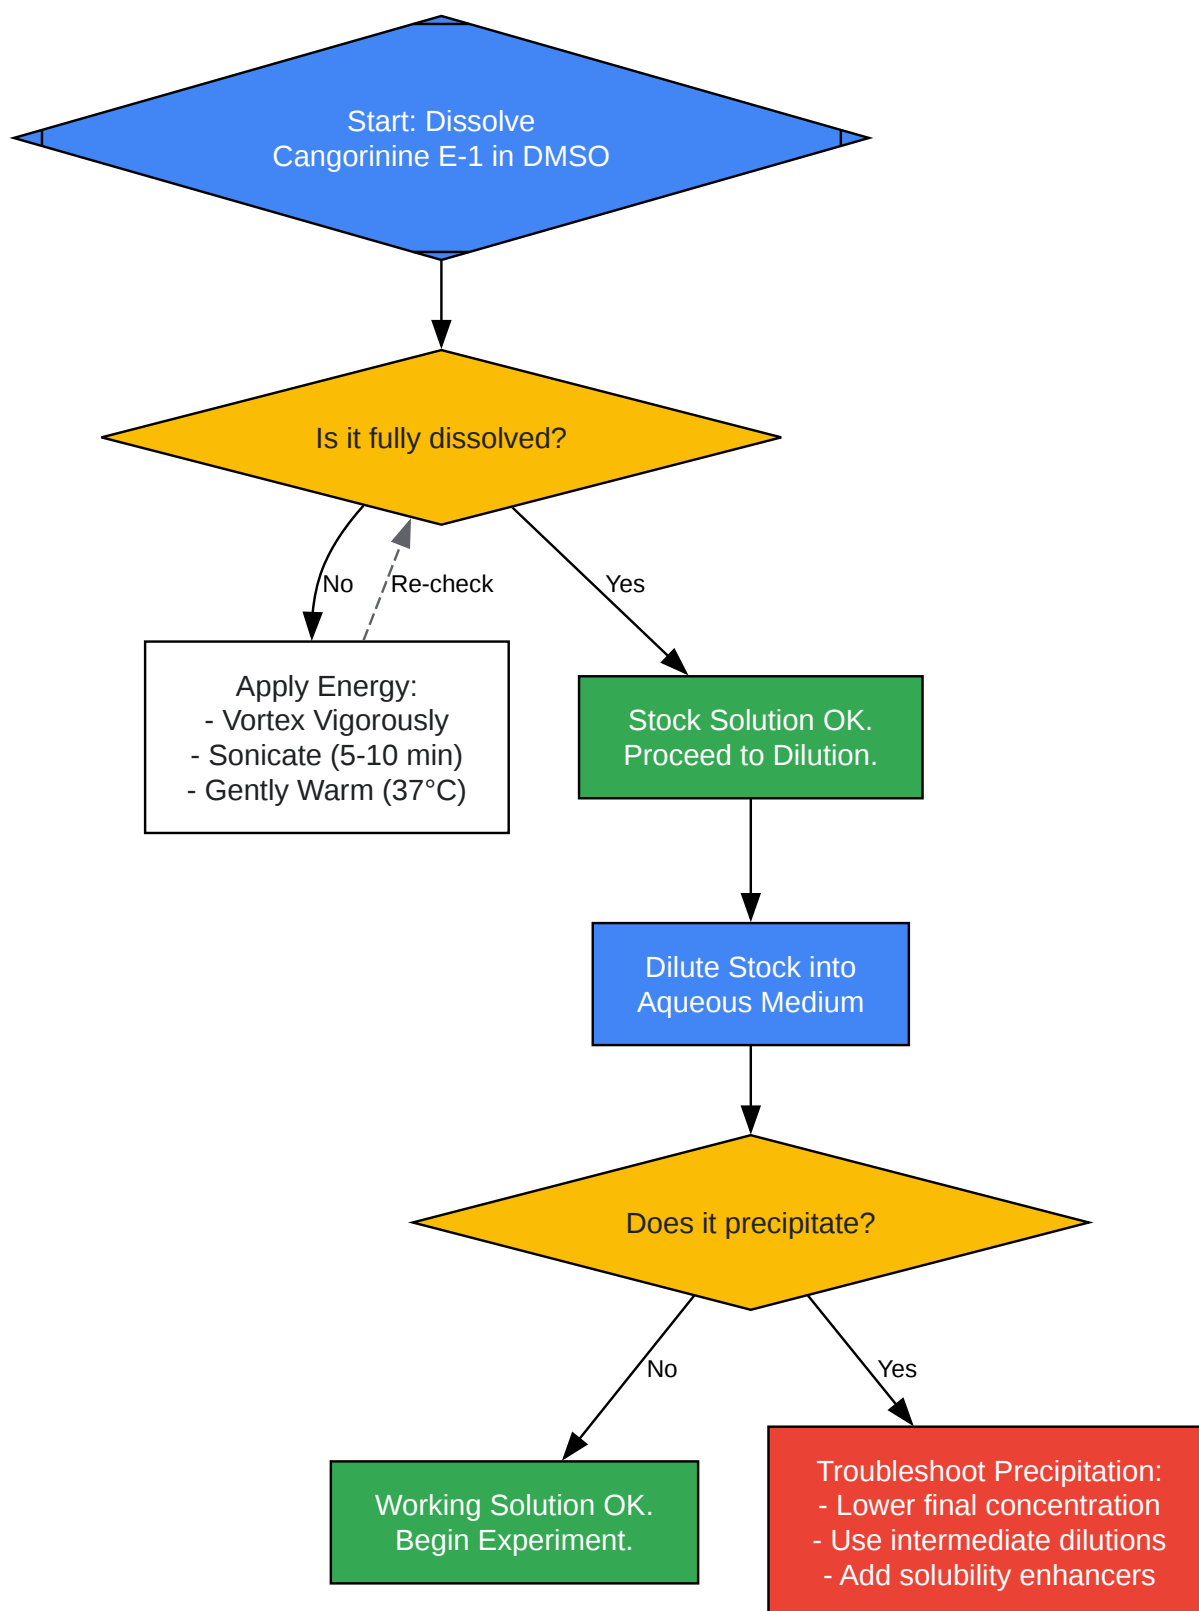 Start: Dissolve
Cangorinine E-1 in DMSO
Is it fully dissolved?
No
Re-check
Yes
Apply Energy:
- Vortex Vigorously
- Sonicate (5-10 min)
- Gently Warm (37°C)
Stock Solution OK.
Proceed to Dilution.
Dilute Stock into
Aqueous Medium
Does it precipitate?
No
Yes
Working Solution OK.
Begin Experiment.
Troubleshoot Precipitation:
- Lower final concentration
- Use intermediate dilutions
- Add solubility enhancers